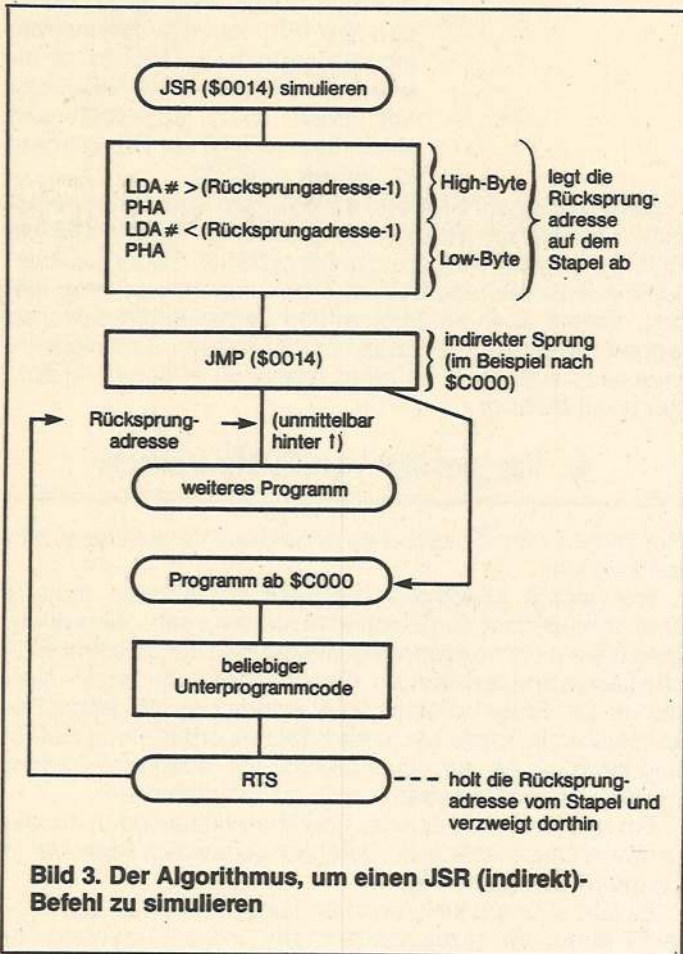 JSR ($0014) simulieren
LDA # > (Rücksprungadresse-1)
PHA
LDA # < (Rücksprungadresse-1)
PHA
High-Byte
Low-Byte
legt die
Rücksprung-
adresse
auf dem
Stapel ab
JMP ($0014)
indirekter Sprung
(im Beispiel nach
$C000)
Rücksprung-
adresse
(unmittelbar
hinter ↑)
weiteres Programm
Programm ab $C000
beliebiger
Unterprogrammcode
RTS
holt die Rücksprung-
adresse vom Stapel und
verzweigt dorthin
Bild 3. Der Algorithmus, um einen JSR (indirekt)-
Befehl zu simulieren